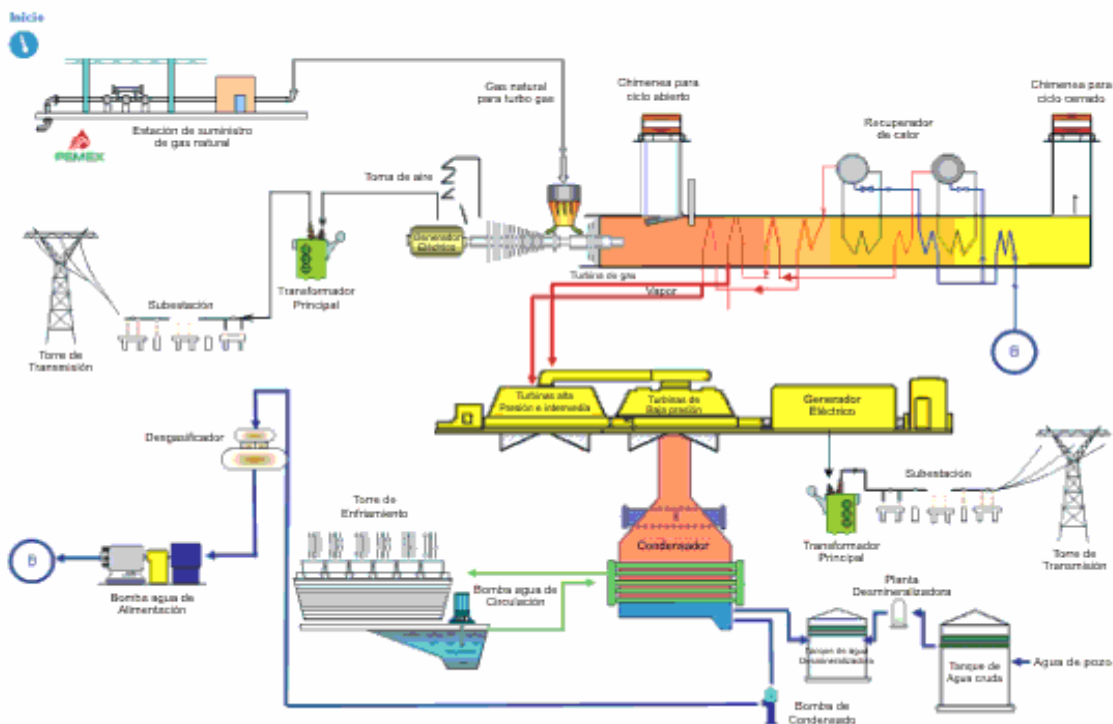 Inicio
Estación de suministro
de gas natural
PEMEX
Gas natural
para turbo gas
Chimenea para
ciclo abierto
Recuperador
de calor
Chimenea para
ciclo cerrado
Toma de aire
Generador
Eléctrico
Turbina de gas
Vapor
Transformador
Principal
Subestación
Torre de
Transmisión
6
Turbinas alta
Presión e intermedia
Turbinas de
Baja presión
Generador
Eléctrico
Desgasificador
Subestación
Torre de
Enfriamiento
Condensador
Transformador
Principal
Torre de
Transmisión
Bomba agua de
Alimentación
Bomba agua de
Circulación
Planta
Desmineralizadora
Tanque de agua
Desmineralizadora
Tanque de
Agua cruda
Agua de pozo
Bomba de
Condensado